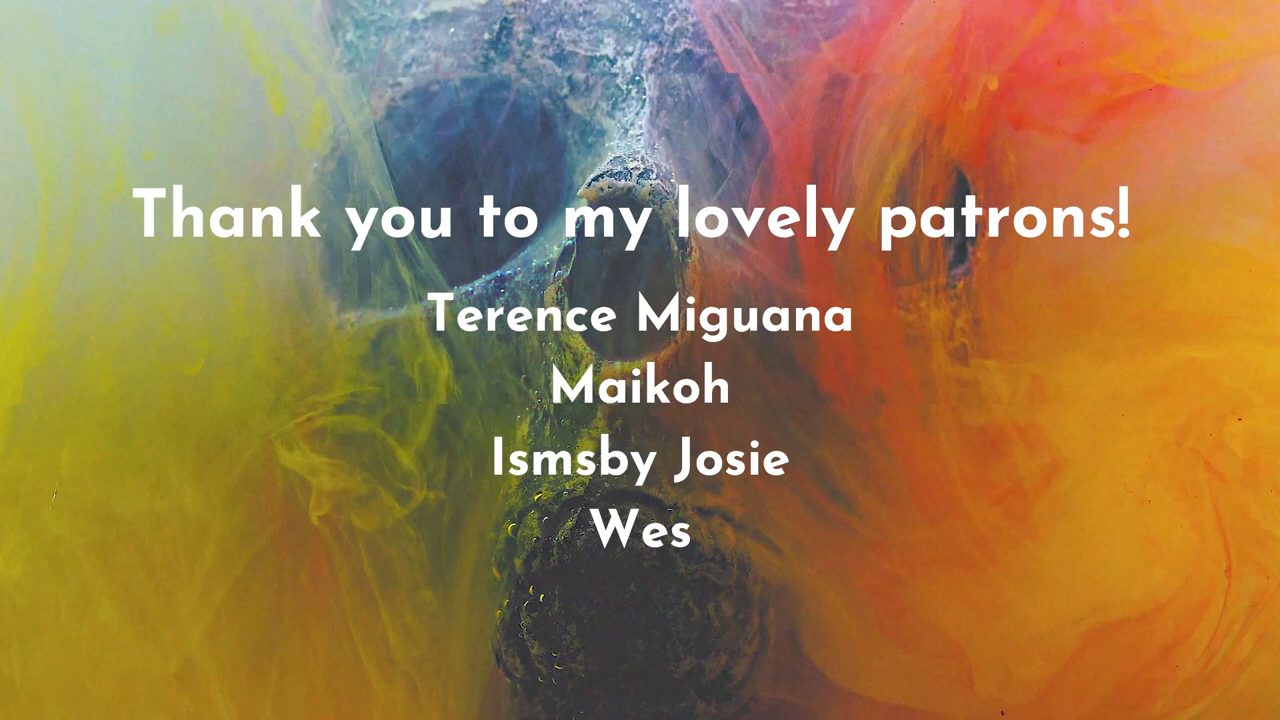 Thank you to my lovely patrons!
Terence Miguana
Maikoh
Ismsby Josie
Wes